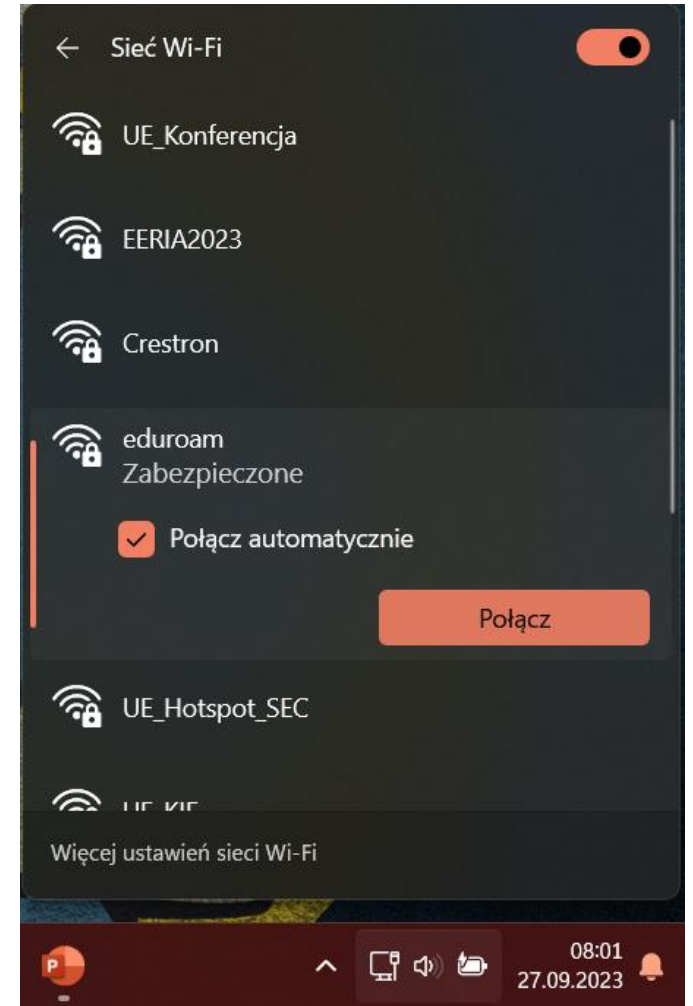 Sieć Wi-Fi
UE_Konferencja
EERIA2023
Crestron
eduroam
Zabezpieczone
Połącz automatycznie
Połącz
UE_Hotspot_SEC
Więcej ustawień sieci Wi-Fi
P
08:01
27.09.2023